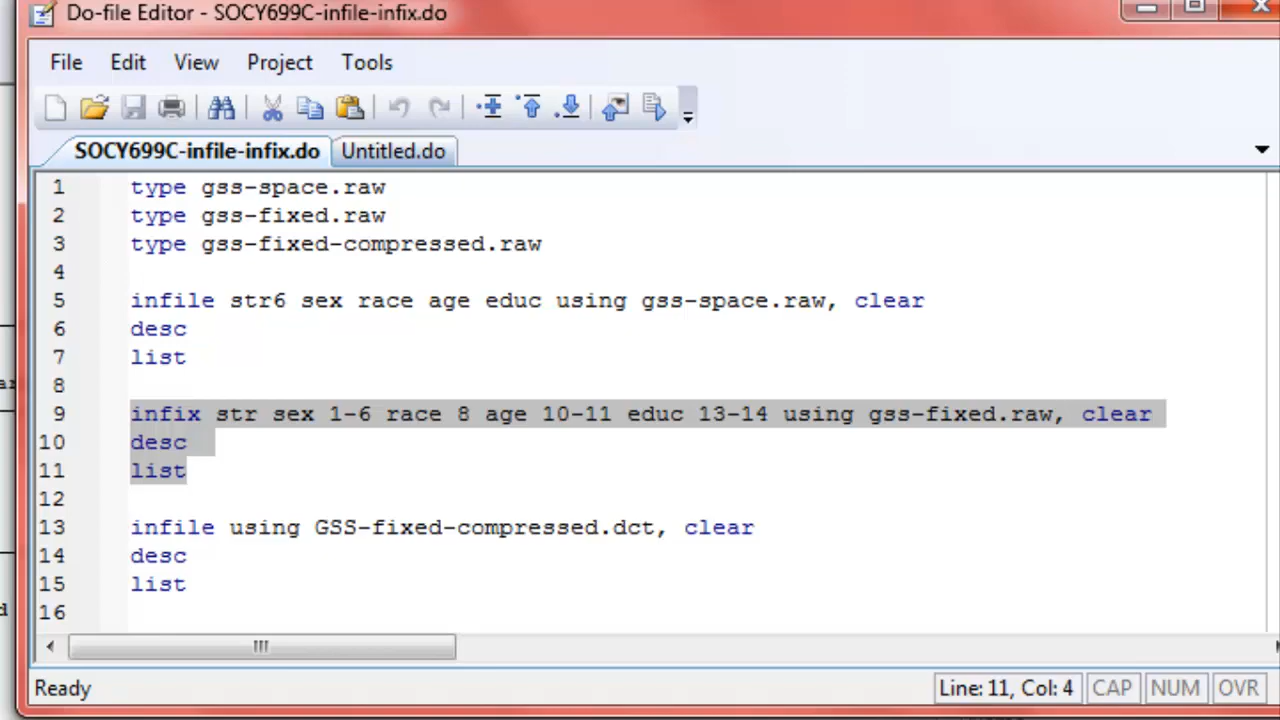 Do-file Editor - SOCY699C-infile-infix.do
File Edit View Project Tools
SOCY699C-infile-infix.do Untitled.do
1 type gss-space.raw
2 type gss-fixed.raw
3 type gss-fixed-compressed.raw
4
5 infile str6 sex race age educ using gss-space.raw, clear
6 desc
7 list
8
9 infix str sex 1-6 race 8 age 10-11 educ 13-14 using gss-fixed.raw, clear
10 desc
11 list
12
13 infile using GSS-fixed-compressed.dct, clear
14 desc
15 list
16
Ready Line: 11, Col: 4 CAP NUM OVR